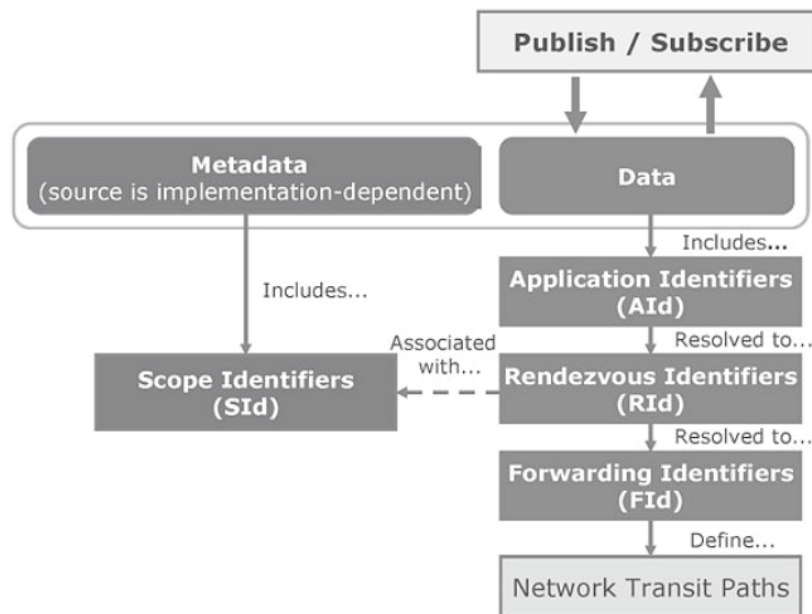 Publish / Subscribe
Metadata
(source is implementation-dependent)
Data
Includes...
Application Identifiers
(AId)
Includes...
Associated
with...
Resolved to...
Scope Identifiers
(SId)
Rendezvous Identifiers
(RId)
Resolved to...
Forwarding Identifiers
(FId)
Define...
Network Transit Paths